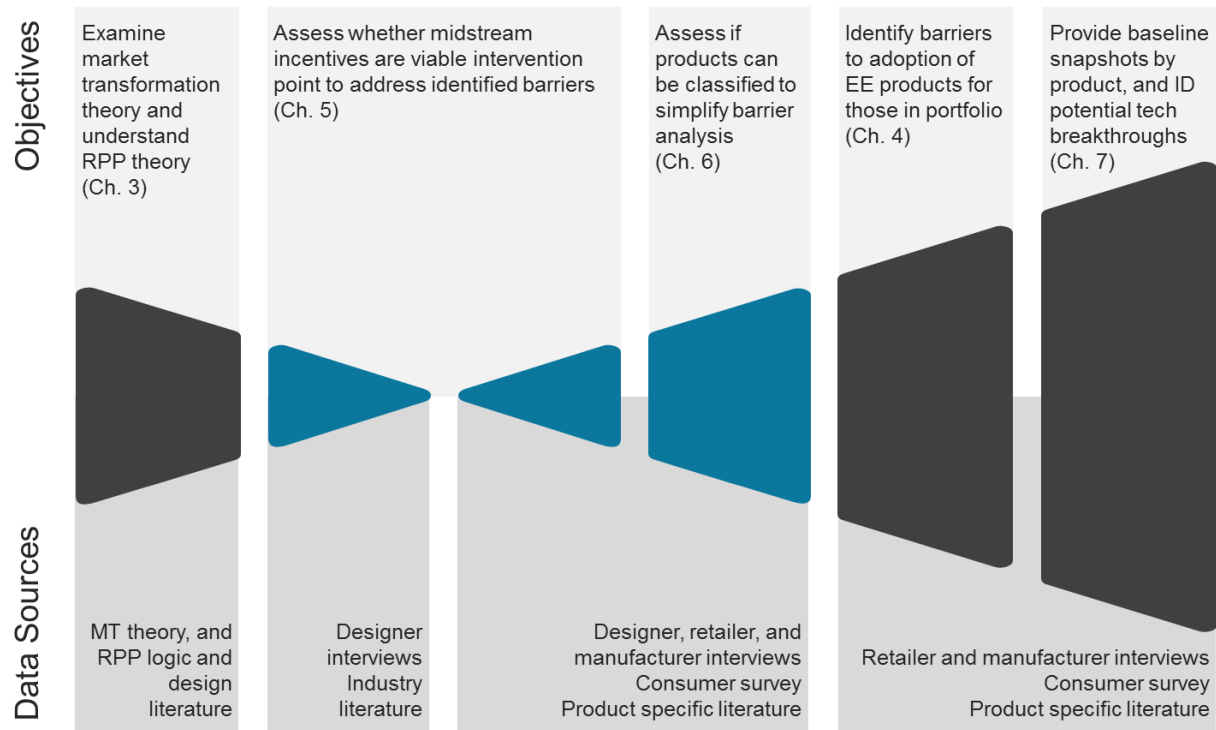 Objectives
Examine
market
transformation
theory and
understand
RPP theory
(Ch. 3)
Assess whether midstream
incentives are viable intervention
point to address identified barriers
(Ch. 5)
Assess if
products can
be classified to
simplify barrier
analysis
(Ch. 6)
Identify barriers
to adoption of
EE products for
those in portfolio
(Ch. 4)
Provide baseline
snapshots by
product, and ID
potential tech
breakthroughs
(Ch. 7)
Data Sources
MT theory, and
RPP logic and
design
literature
Designer
interviews
Industry
literature
Designer, retailer, and
manufacturer interviews
Consumer survey
Product specific literature
Retailer and manufacturer interviews
Consumer survey
Product specific literature